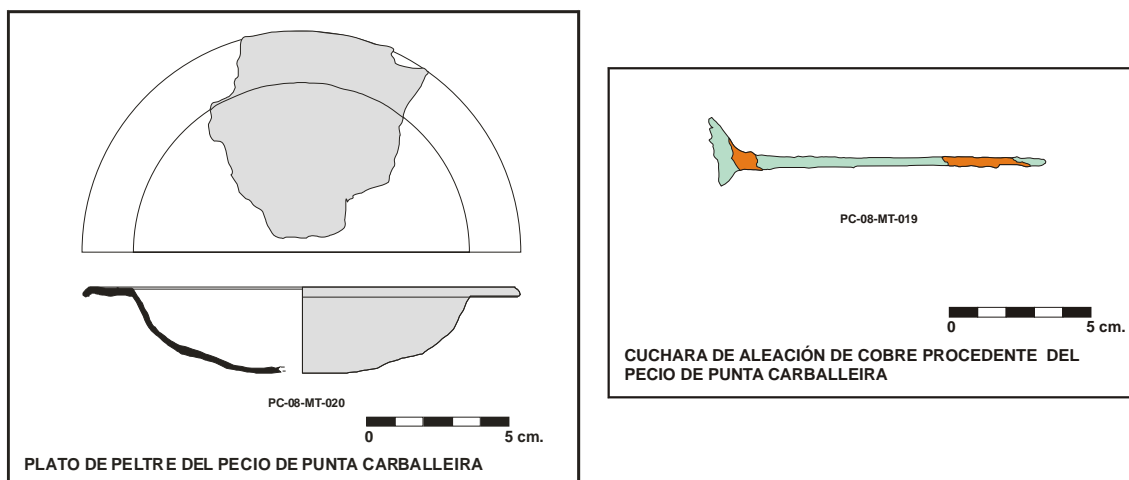 PC-08-MT-020
0 5 cm.
PLATO DE PELTRE DEL PECIO DE PUNTA CARBALLEIRA
PC-08-MT-019
0 5 cm.
CUCHARA DE ALEACIÓN DE COBRE PROCEDENTE DEL
PECIO DE PUNTA CARBALLEIRA